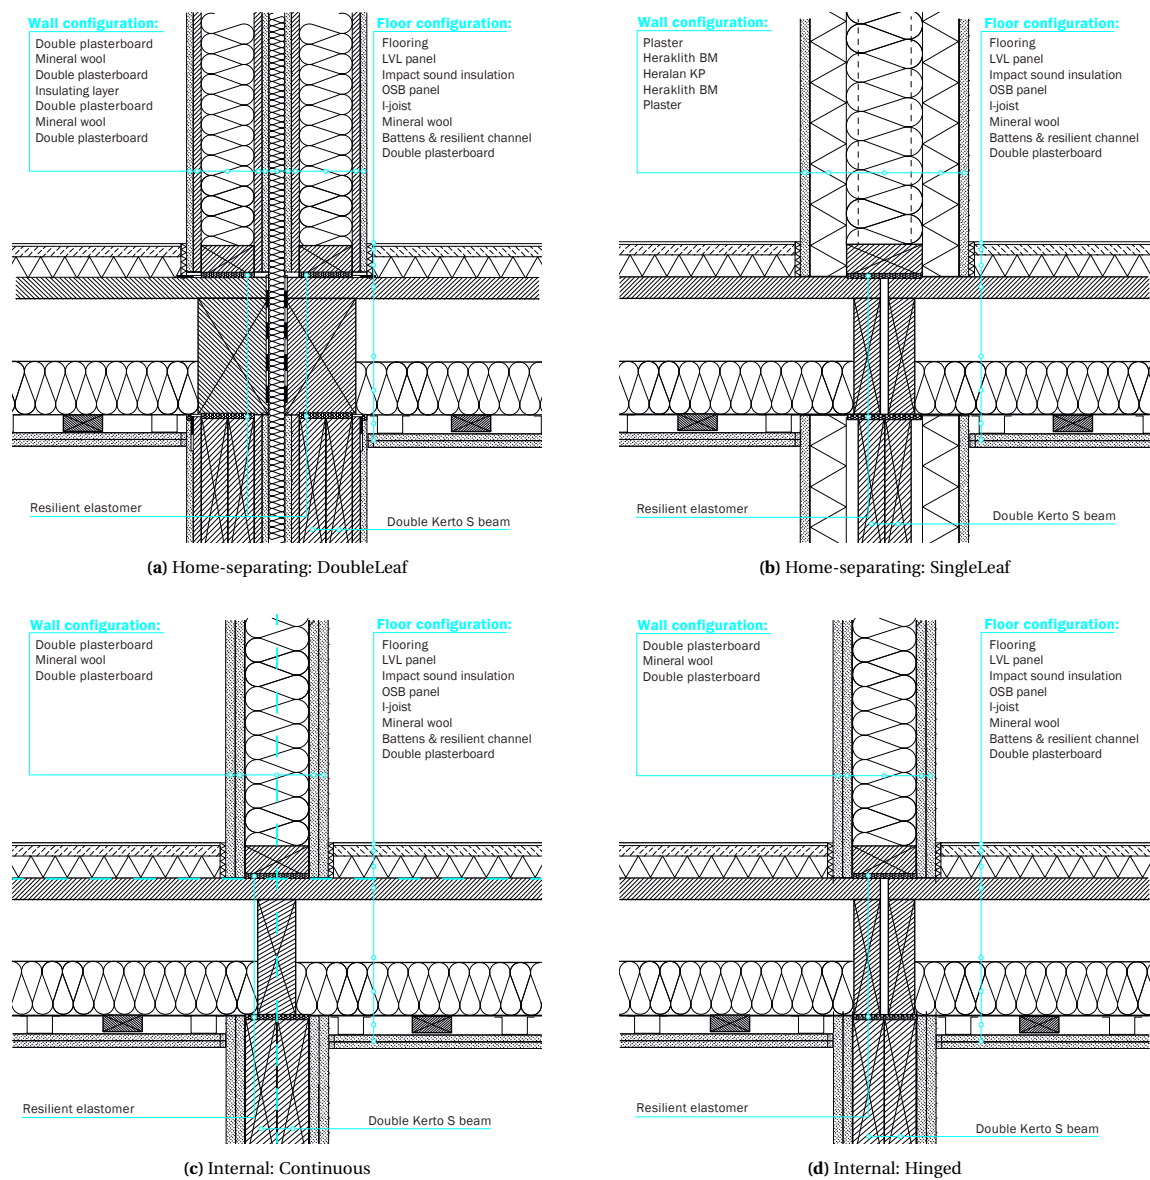 Wall configuration:
Double plasterboard
Mineral wool
Double plasterboard
Insulating layer
Double plasterboard
Mineral wool
Double plasterboard
Floor configuration:
Flooring
LVL panel
Impact sound insulation
OSB panel
I-joist
Mineral wool
Battens & resilient channel
Double plasterboard
Resilient elastomer
Double Kerto S beam
(a) Home-separating: DoubleLeaf
Wall configuration:
Plaster
Heraklith BM
Heralan KP
Heraklith BM
Plaster
Floor configuration:
Flooring
LVL panel
Impact sound insulation
OSB panel
I-joist
Mineral wool
Battens & resilient channel
Double plasterboard
Resilient elastomer
Double Kerto S beam
(b) Home-separating: SingleLeaf
Wall configuration:
Double plasterboard
Mineral wool
Double plasterboard
Floor configuration:
Flooring
LVL panel
Impact sound insulation
OSB panel
I-joist
Mineral wool
Battens & resilient channel
Double plasterboard
Resilient elastomer
Double Kerto S beam
(c) Internal: Continuous
Wall configuration:
Double plasterboard
Mineral wool
Double plasterboard
Floor configuration:
Flooring
LVL panel
Impact sound insulation
OSB panel
I-joist
Mineral wool
Battens & resilient channel
Double plasterboard
Resilient elastomer
Double Kerto S beam
(d) Internal: Hinged